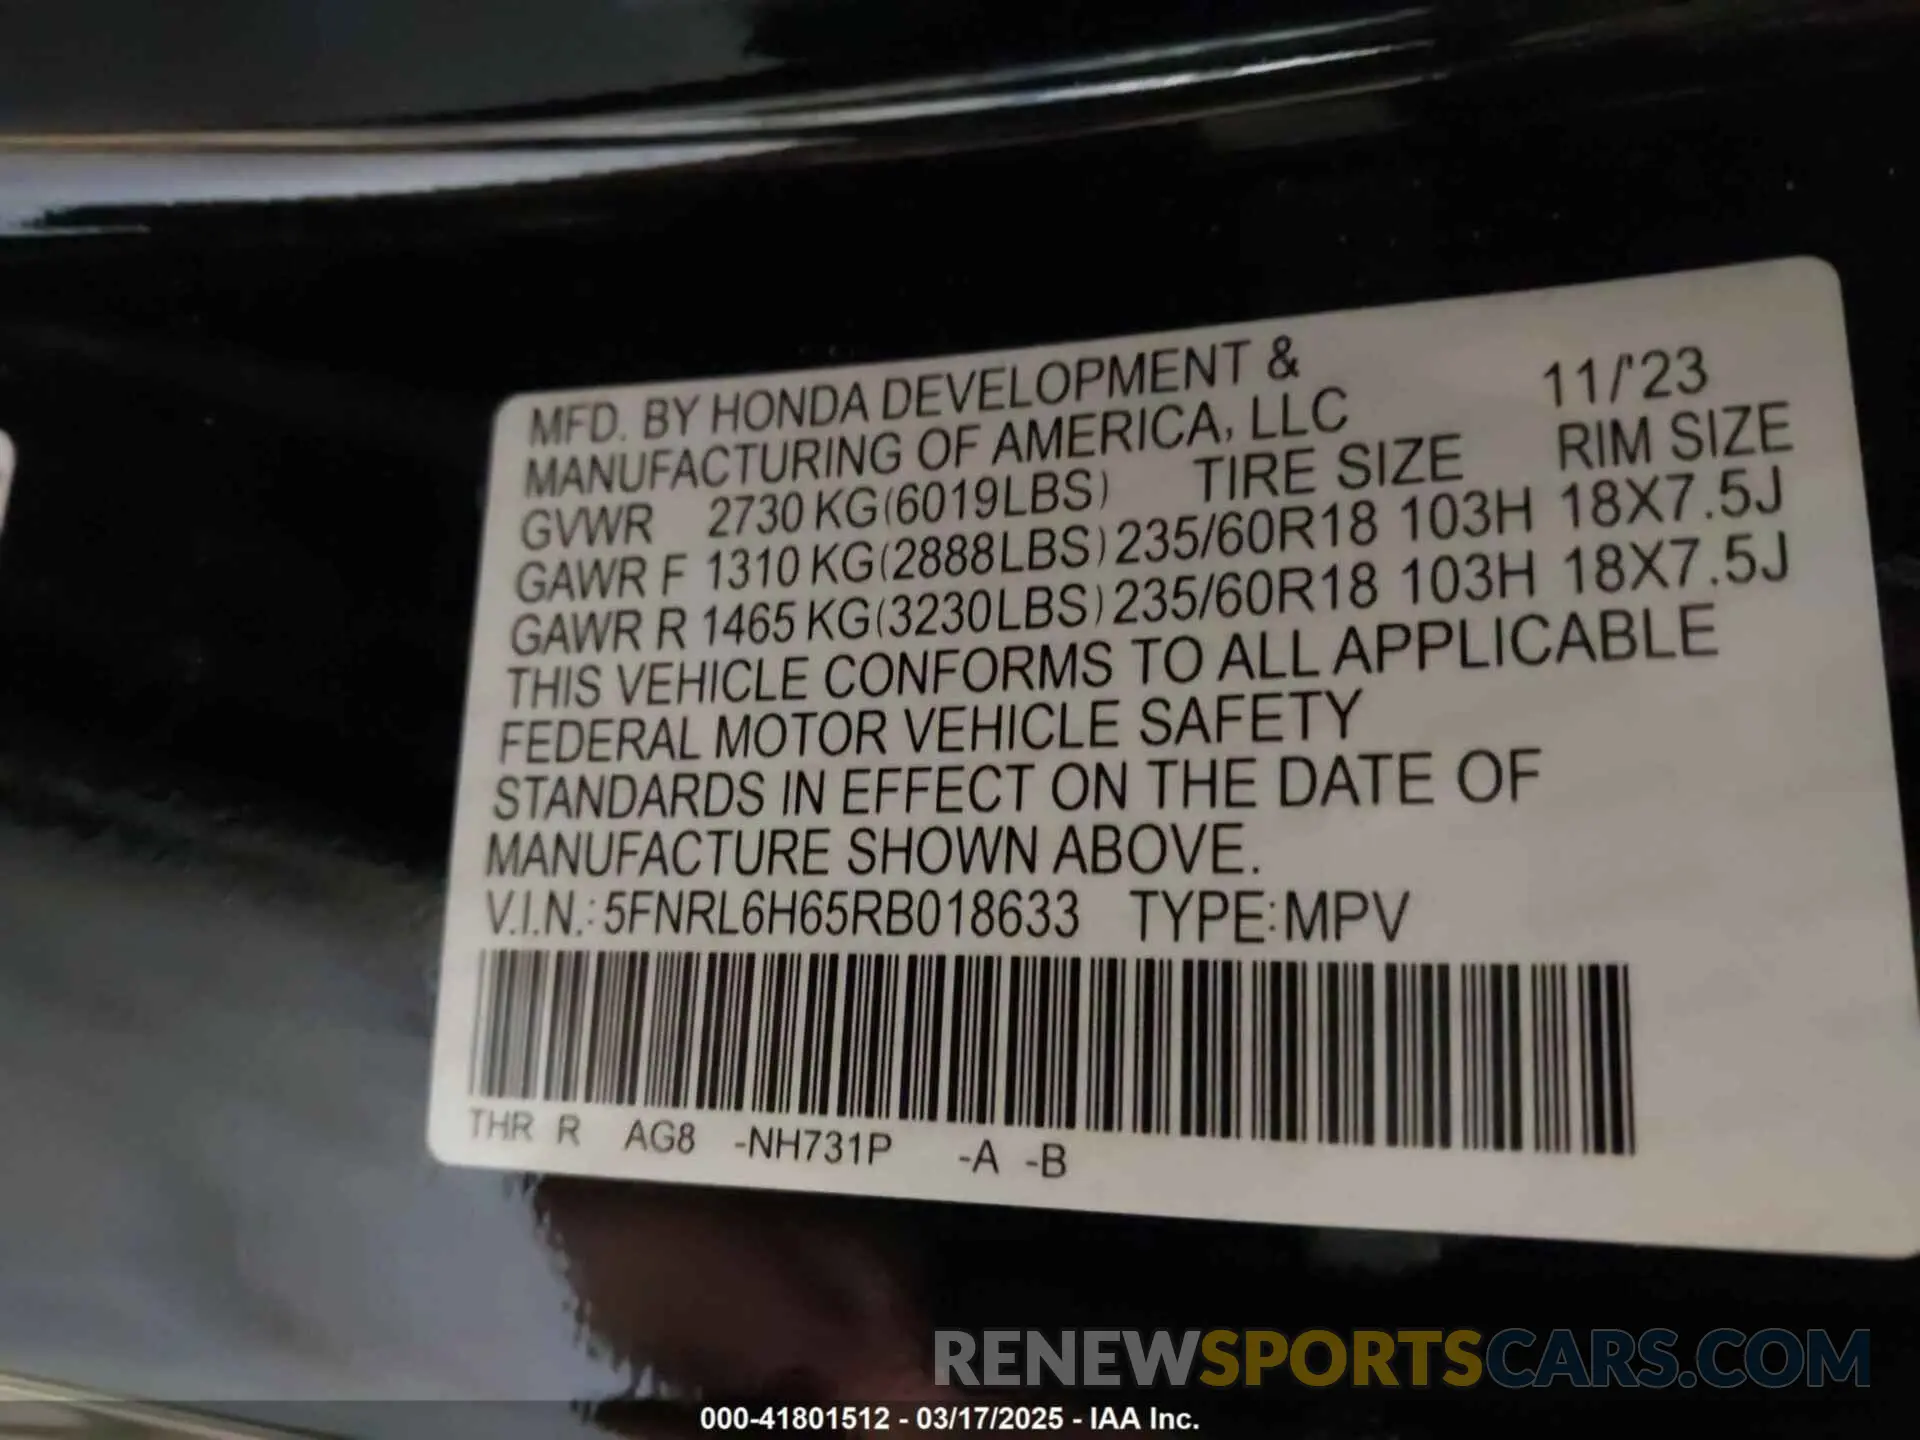 MFD. BY HONDA DEVELOPMENT & 11/'23
MANUFACTURING OF AMERICA, LLC
TIRE SIZE RIM SIZE
GVWR 2730 KG(6019LBS)
GAWR F 1310 KG(2888LBS) 235/60R18 103H 18X7.5J
GAWR R 1465 KG(3230LBS) 235/60R18 103H 18X7.5J
THIS VEHICLE CONFORMS TO ALL APPLICABLE
FEDERAL MOTOR VEHICLE SAFETY
STANDARDS IN EFFECT ON THE DATE OF
MANUFACTURE SHOWN ABOVE.
V.I.N.: 5FNRL6H65RB018633 TYPE: MPV
THR R AG8 -NH731P -A -B
RENEWSPORTSCARS.COM
000-41801512 - 03/17/2025 - IAA Inc.